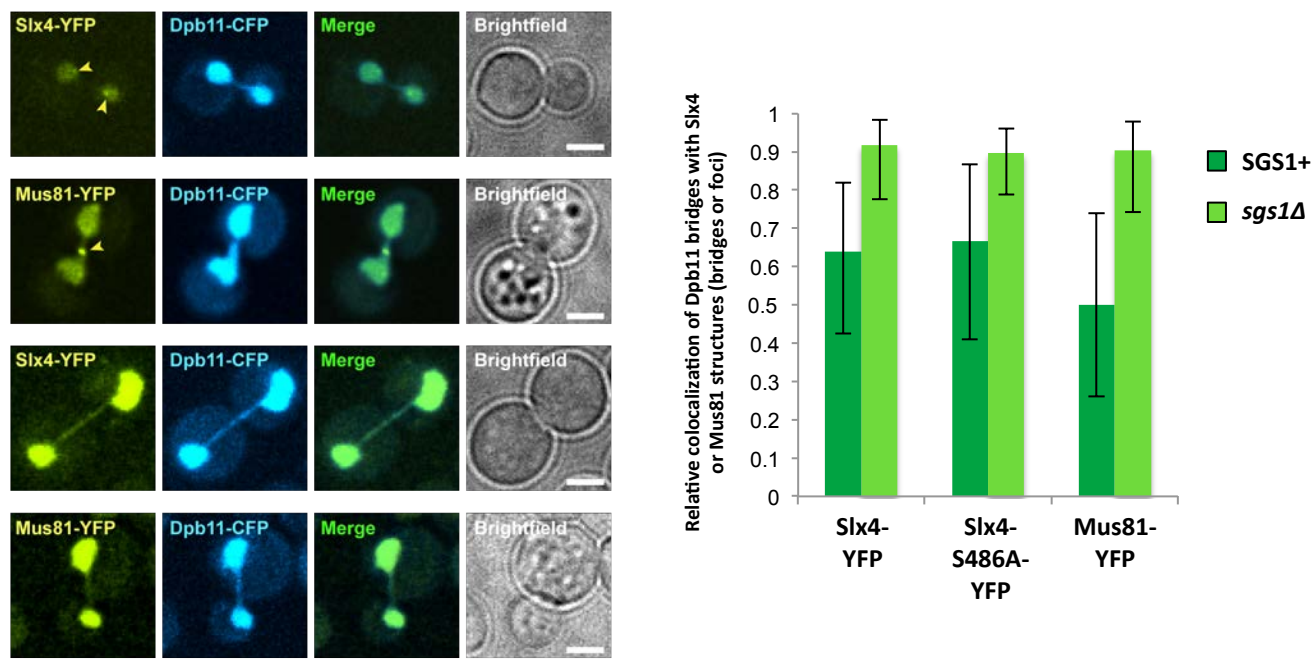 Slx4-YFP Dpb11-CFP Merge Brightfield
Mus81-YFP Dpb11-CFP Merge Brightfield
Slx4-YFP Dpb11-CFP Merge Brightfield
Mus81-YFP Dpb11-CFP Merge Brightfield
Relative colocalization of Dpb11 bridges with Slx4
or Mus81 structures (bridges or foci)
1
0.9
0.8
0.7
0.6
0.5
0.4
0.3
0.2
0.1
0
Slx4-
YFP
Slx4-
S486A-
YFP
Mus81-
YFP
SGS1+
sgs1Δ